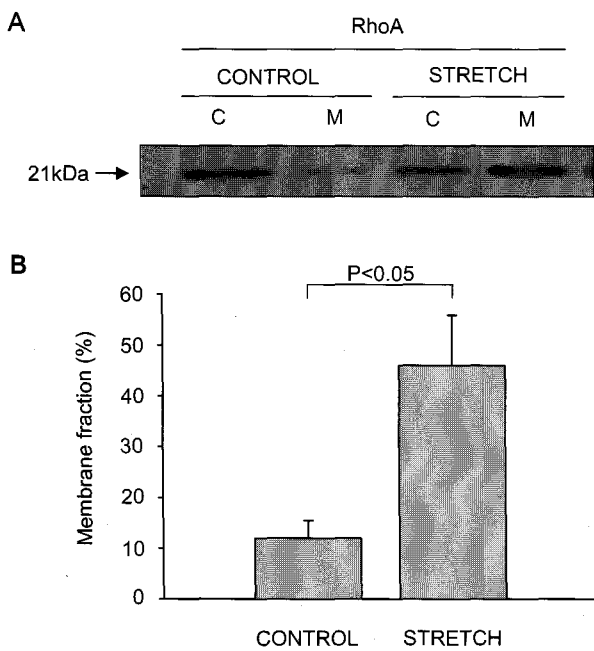 A
RhoA
CONTROL STRETCH
C M C M
21kDa
B
P<0.05
60
50
40
30
20
10
0
Membrane fraction (%)
CONTROL STRETCH